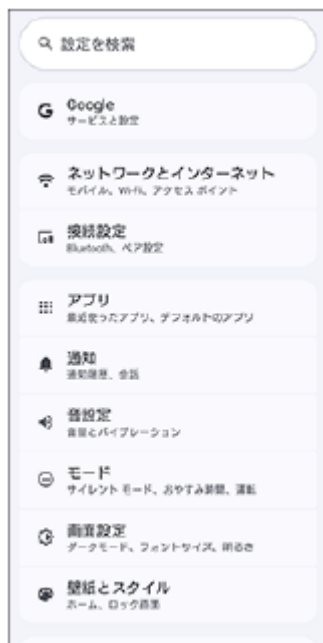 設定を検索
Google
サービスと設定
ネットワークとインターネット
モバイル、Wi-Fi、アクセス ポイント
接続設定
Bluetooth、ペア設定
アプリ
最近使ったアプリ、デフォルトのアプリ
通知
通知履歴、会話
音設定
音量とバイブレーション
モード
サイレント モード、おやすみ時間、運転
画面設定
ダークモード、フォントサイズ、明るさ
壁紙とスタイル
ホーム、ロック画面